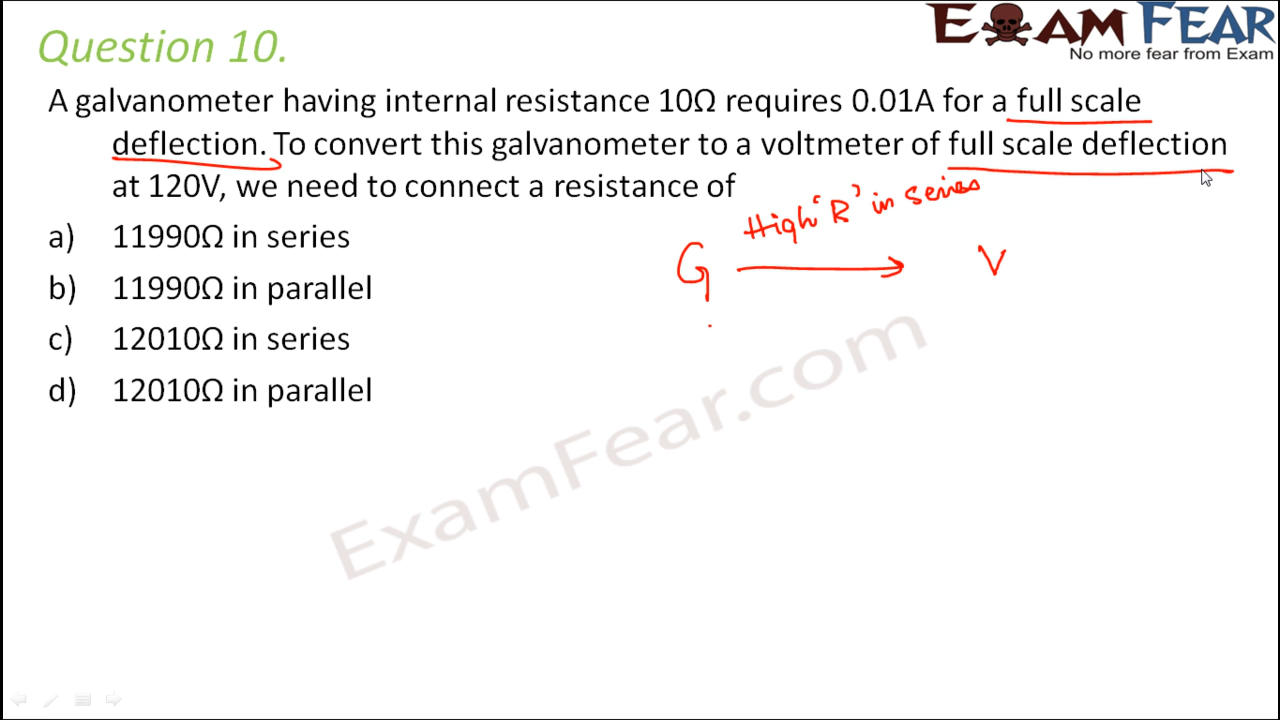 EXAM FEAR
No more fear from Exam
Question 10.
A galvanometer having internal resistance 10Ω requires 0.01A for a full scale
deflection. To convert this galvanometer to a voltmeter of full scale deflection
at 120V, we need to connect a resistance of
a) 11990Ω in series
b) 11990Ω in parallel
c) 12010Ω in series
d) 12010Ω in parallel
High 'R' in series
G → V
ExamFear.com